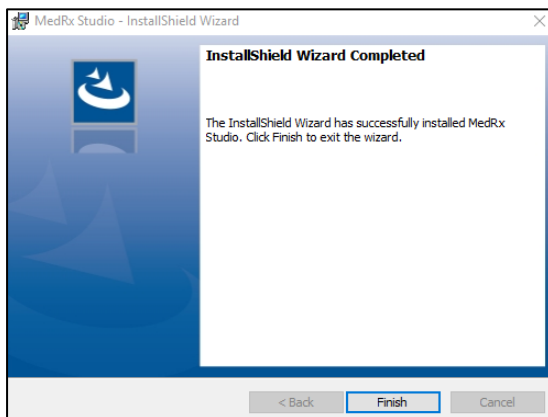 MedRx Studio - InstallShield Wizard
InstallShield Wizard Completed
The InstallShield Wizard has successfully installed MedRx
Studio. Click Finish to exit the wizard.
< Back
Finish
Cancel